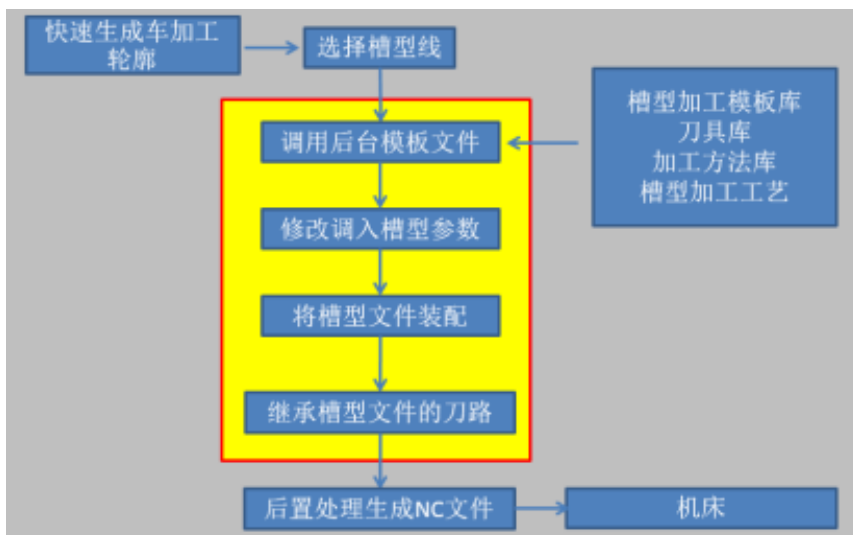 快速生成车加工
轮廓
选择槽型线
槽型加工模板库
刀具库
加工方法库
槽型加工工艺
调用后台模板文件
修改调入槽型参数
将槽型文件装配
继承槽型文件的刀路
后置处理生成NC文件
机床